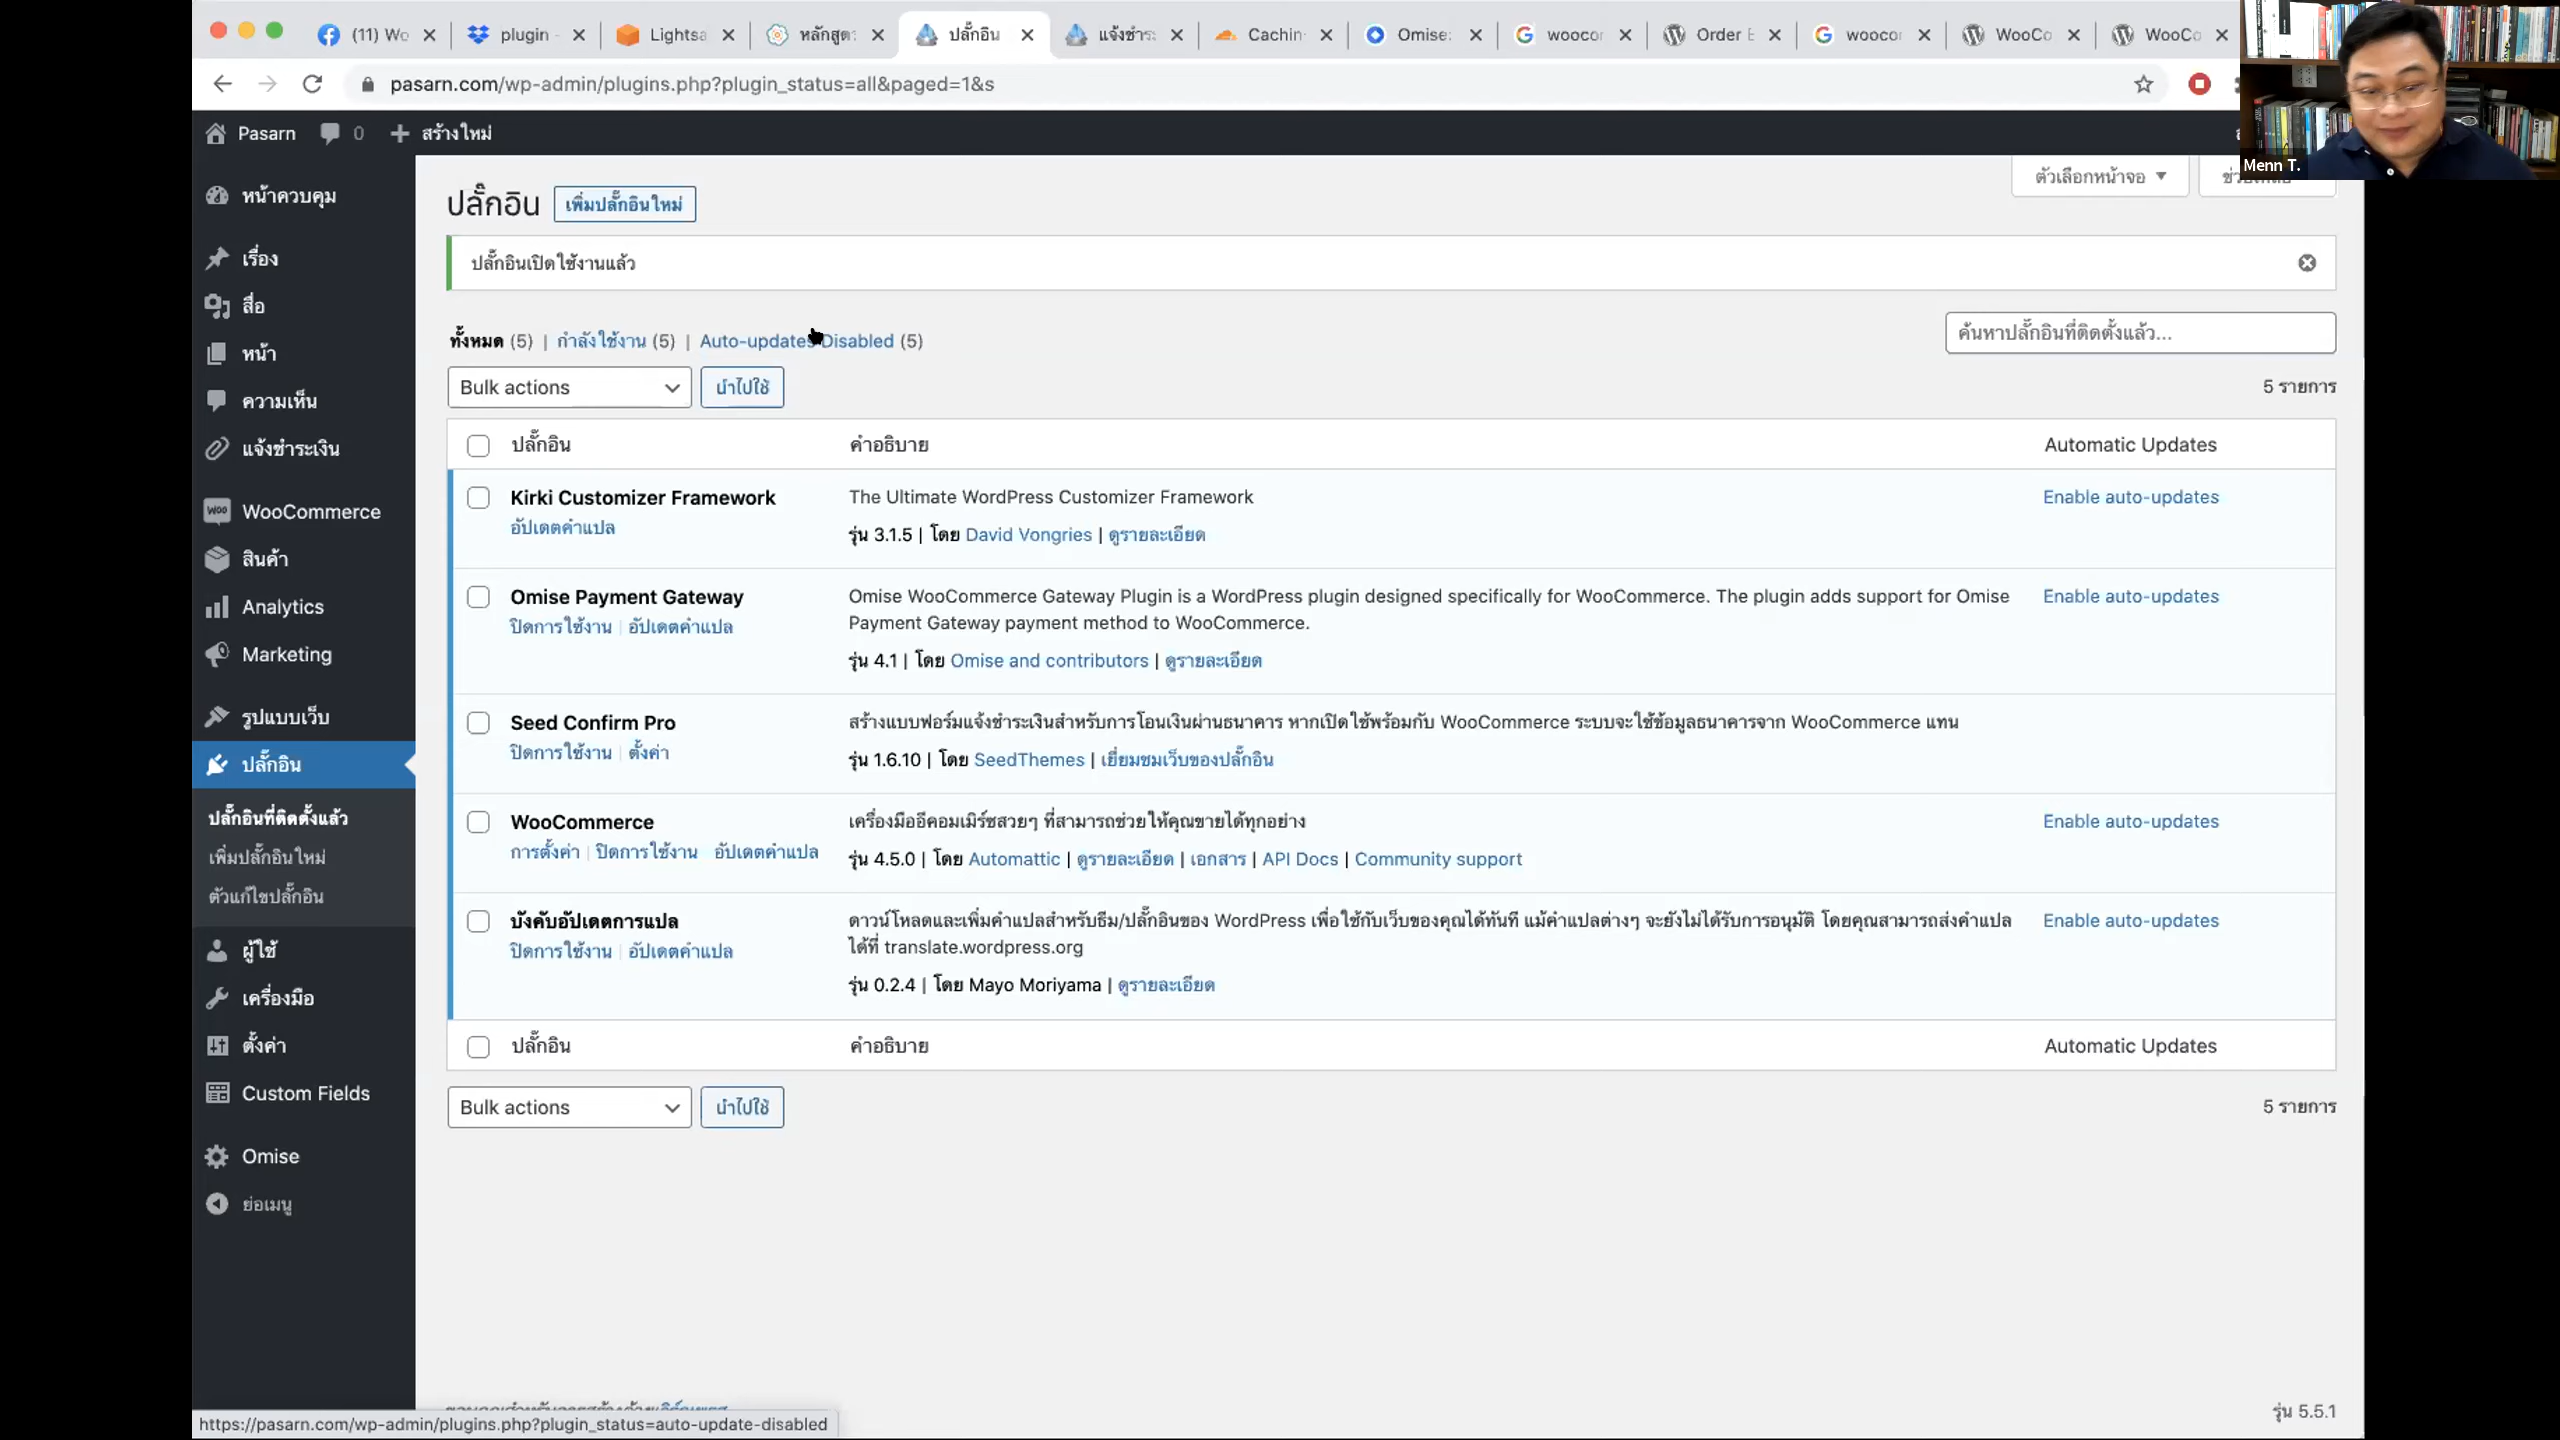 (11) Wo
plugin
Lightsa
หลักสูต
ปลั๊กอิน
แจ้งชำระ
Cachin
Omise:
woocor
Order E
woocor
WooCo
WooCo
pasarn.com/wp-admin/plugins.php?plugin_status=all&paged=1&s
Menn T.
Pasarn
0
สร้างใหม่
หน้าควบคุม
เรื่อง
สื่อ
หน้า
ความเห็น
แจ้งชำระเงิน
WooCommerce
สินค้า
Analytics
Marketing
รูปแบบเว็บ
ปลั๊กอิน
ปลั๊กอินที่ติดตั้งแล้ว
เพิ่มปลั๊กอินใหม่
ตัวแก้ไขปลั๊กอิน
ผู้ใช้
เครื่องมือ
ตั้งค่า
Custom Fields
Omise
ย่อเมนู
ตัวเลือกหน้าจอ
ปลั๊กอิน เพิ่มปลั๊กอินใหม่
ปลั๊กอินเปิดใช้งานแล้ว
ทั้งหมด (5) | กำลังใช้งาน (5) | Auto-updates Disabled (5)
ค้นหาปลั๊กอินที่ติดตั้งแล้ว...
Bulk actions นำไปใช้
5 รายการ
ปลั๊กอิน คำอธิบาย Automatic Updates
Kirki Customizer Framework
อัปเดตคำแปล
The Ultimate WordPress Customizer Framework
รุ่น 3.1.5 | โดย David Vongries | ดูรายละเอียด
Enable auto-updates
Omise Payment Gateway
ปิดการใช้งาน | อัปเดตคำแปล
Omise WooCommerce Gateway Plugin is a WordPress plugin designed specifically for WooCommerce. The plugin adds support for Omise
Payment Gateway payment method to WooCommerce.
รุ่น 4.1 | โดย Omise and contributors | ดูรายละเอียด
Enable auto-updates
Seed Confirm Pro
ปิดการใช้งาน | ตั้งค่า
สร้างแบบฟอร์มแจ้งชำระเงินสำหรับการโอนเงินผ่านธนาคาร หากเปิดใช้พร้อมกับ WooCommerce ระบบจะใช้ข้อมูลธนาคารจาก WooCommerce แทน
รุ่น 1.6.10 | โดย SeedThemes | เยี่ยมชมเว็บของปลั๊กอิน
WooCommerce
การตั้งค่า | ปิดการใช้งาน อัปเดตคำแปล
เครื่องมืออีคอมเมิร์ซสวยๆ ที่สามารถช่วยให้คุณขายได้ทุกอย่าง
รุ่น 4.5.0 | โดย Automattic | ดูรายละเอียด | เอกสาร | API Docs | Community support
Enable auto-updates
บังคับอัปเดตการแปล
ปิดการใช้งาน | อัปเดตคำแปล
ดาวน์โหลดและเพิ่มคำแปลสำหรับธีม/ปลั๊กอินของ WordPress เพื่อใช้กับเว็บของคุณได้ทันที แม้คำแปลต่างๆ จะยังไม่ได้รับการอนุมัติ โดยคุณสามารถส่งคำแปล
ได้ที่ translate.wordpress.org
รุ่น 0.2.4 | โดย Mayo Moriyama | ดูรายละเอียด
Enable auto-updates
ปลั๊กอิน คำอธิบาย Automatic Updates
Bulk actions นำไปใช้
5 รายการ
https://pasarn.com/wp-admin/plugins.php?plugin_status=auto-update-disabled
รุ่น 5.5.1